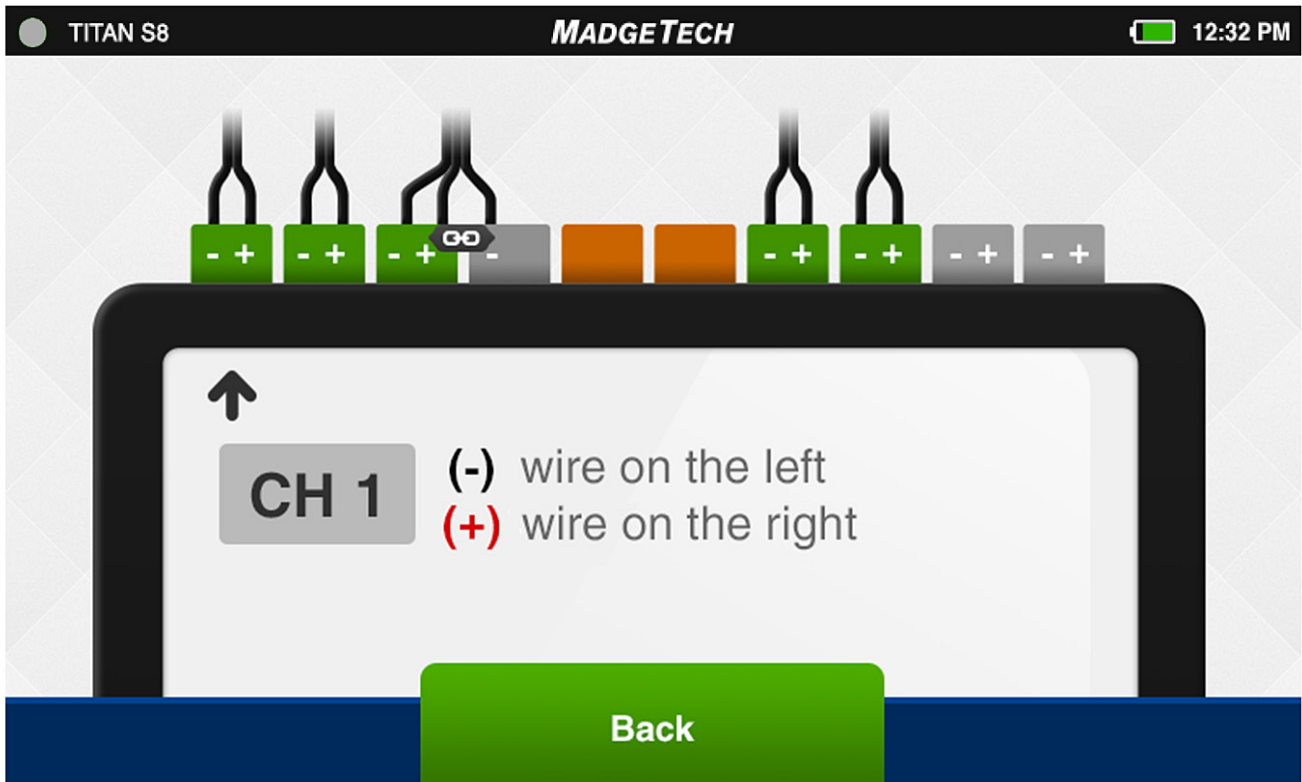 TITAN S8 MADGETECH 12:32 PM
- + - + - + - - + - + - + - +
CH 1
(-) wire on the left
(+) wire on the right
Back